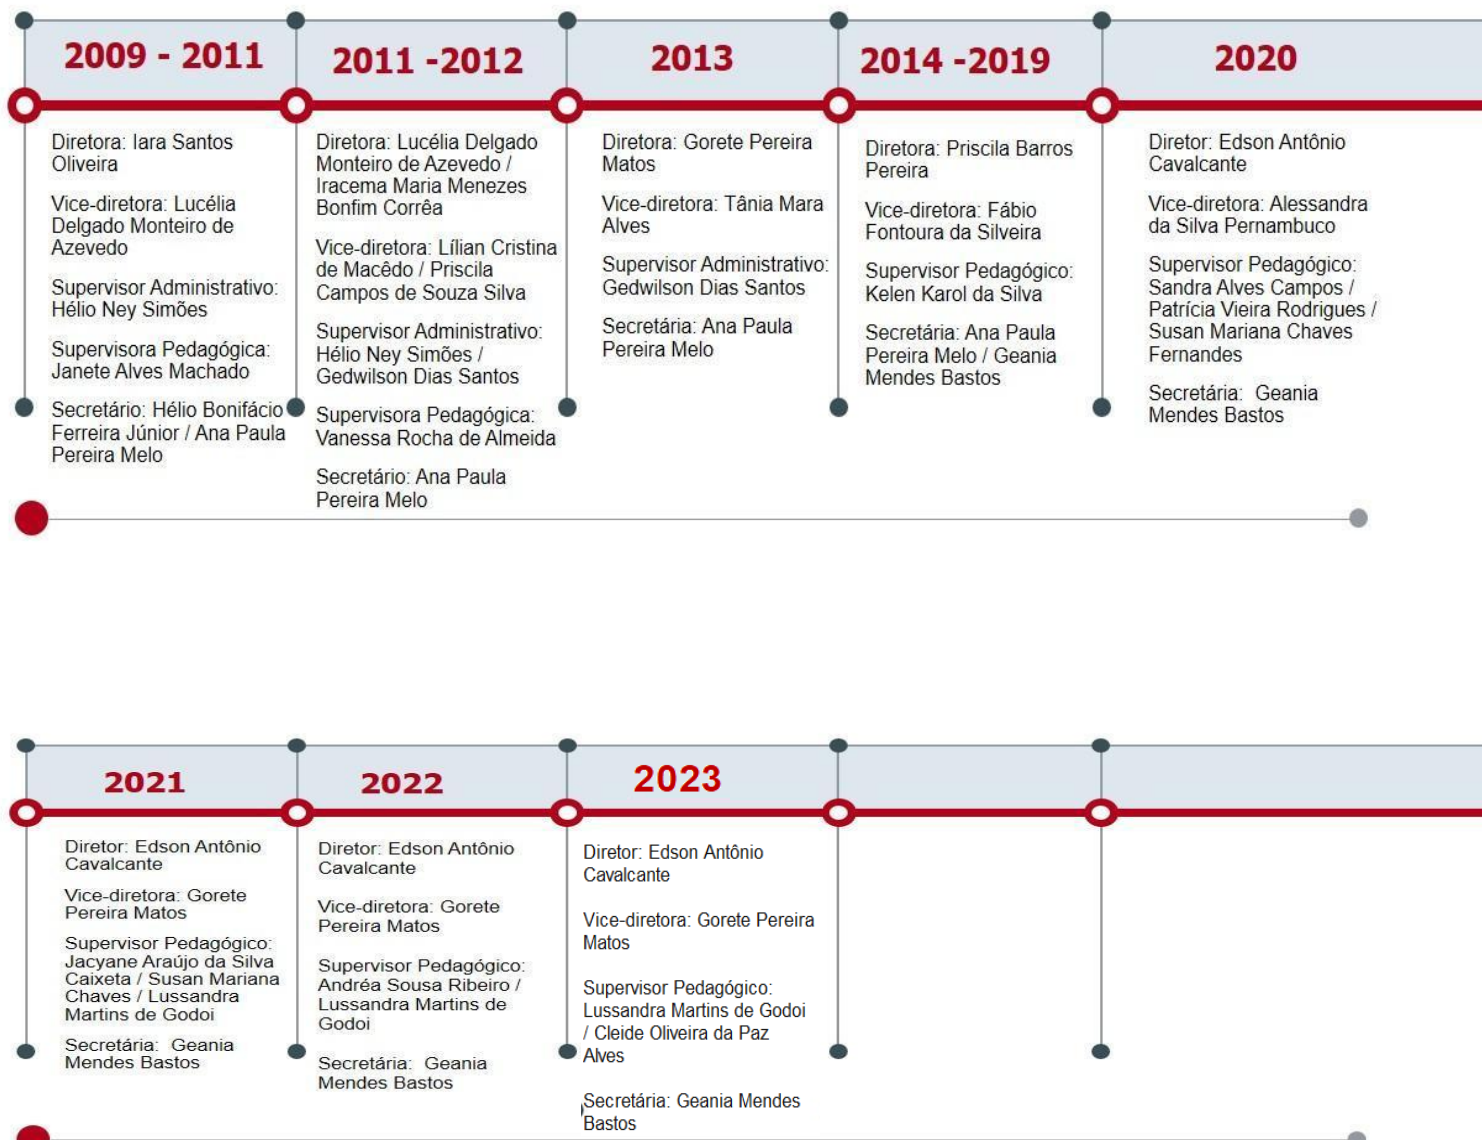 2009 - 2011
Diretora: Iara Santos
Oliveira
Vice-diretora: Lucélia
Delgado Monteiro de
Azevedo
Supervisor Administrativo:
Hélio Ney Simões
Supervisora Pedagógica:
Janete Alves Machado
Secretário: Hélio Bonifácio
Ferreira Júnior / Ana Paula
Pereira Melo
2011 -2012
Diretora: Lucélia Delgado
Monteiro de Azevedo /
Iracema Maria Menezes
Bonfim Corrêa
Vice-diretora: Lílian Cristina
de Macêdo / Priscila
Campos de Souza Silva
Supervisor Administrativo:
Hélio Ney Simões /
Gedwilson Dias Santos
Supervisora Pedagógica:
Vanessa Rocha de Almeida
Secretário: Ana Paula
Pereira Melo
2013
Diretora: Gorete Pereira
Matos
Vice-diretora: Tânia Mara
Alves
Supervisor Administrativo:
Gedwilson Dias Santos
Secretária: Ana Paula
Pereira Melo
2014 -2019
Diretora: Priscila Barros
Pereira
Vice-diretora: Fábio
Fontoura da Silveira
Supervisor Pedagógico:
Kelen Karol da Silva
Secretária: Ana Paula
Pereira Melo / Geania
Mendes Bastos
2020
Diretor: Edson Antônio
Cavalcante
Vice-diretora: Alessandra
da Silva Pernambuco
Supervisor Pedagógico:
Sandra Alves Campos /
Patrícia Vieira Rodrigues /
Susan Mariana Chaves
Fernandes
Secretária: Geania
Mendes Bastos
2021
Diretor: Edson Antônio
Cavalcante
Vice-diretora: Gorete
Pereira Matos
Supervisor Pedagógico:
Jacyane Araújo da Silva
Caixeta / Susan Mariana
Chaves / Lussandra
Martins de Godoi
Secretária: Geania
Mendes Bastos
2022
Diretor: Edson Antônio
Cavalcante
Vice-diretora: Gorete
Pereira Matos
Supervisor Pedagógico:
Andréa Sousa Ribeiro /
Lussandra Martins de
Godoi
Secretária: Geania
Mendes Bastos
2023
Diretor: Edson Antônio
Cavalcante
Vice-diretora: Gorete Pereira
Matos
Supervisor Pedagógico:
Lussandra Martins de Godoi
/ Cleide Oliveira da Paz
Alves
Secretária: Geania Mendes
Bastos